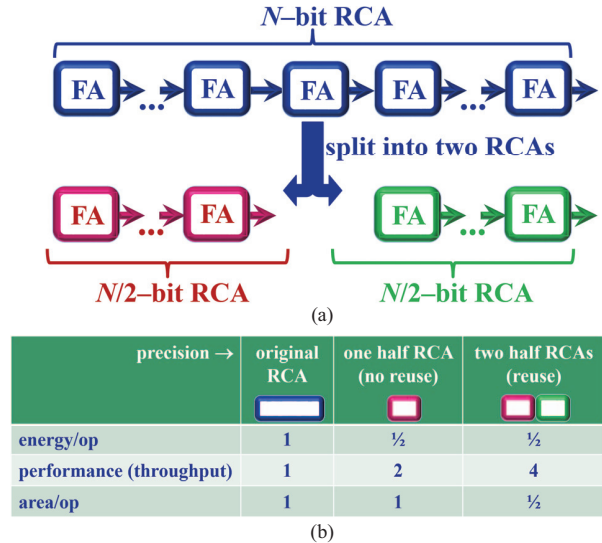 N–bit RCA
FA ... FA FA FA ... FA
split into two RCAs
FA ... FA FA ... FA
N/2–bit RCA N/2–bit RCA
(a)
precision → original RCA one half RCA (no reuse) two half RCAs (reuse)
energy/op 1 ½ ½
performance (throughput) 1 2 4
area/op 1 1 ½
(b)